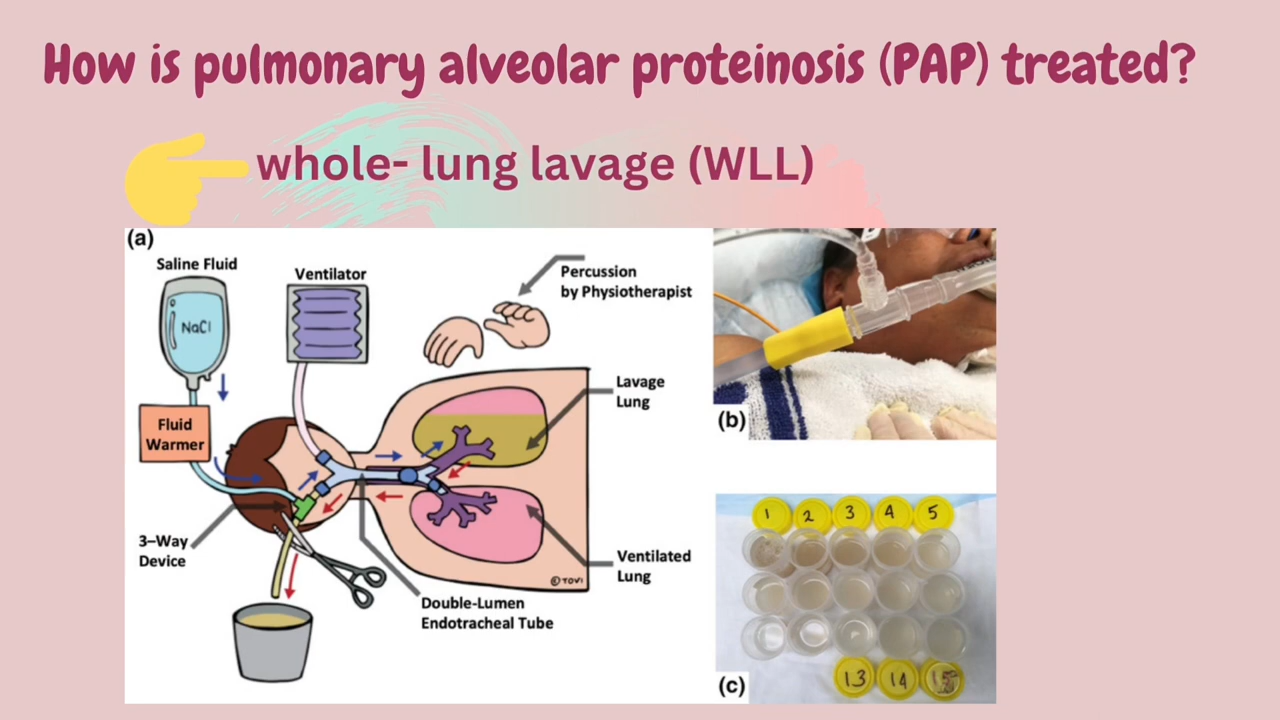 How is pulmonary alveolar proteinosis (PAP) treated?
whole- lung lavage (WLL)
(a)
Saline Fluid
NaCl
Ventilator
Percussion
by Physiotherapist
Fluid
Warmer
Lavage
Lung
3–Way
Device
Ventilated
Lung
Double-Lumen
Endotracheal Tube
©TOVI
(b)
1 2 3 4 5
13 14 15
(c)